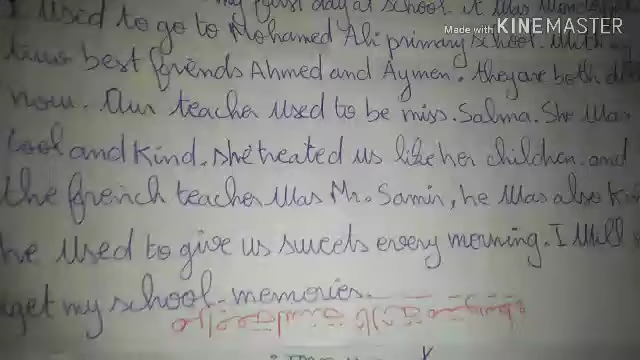 my first day at school. it was
Made with KINEMASTER
I used to go to Mohamed Ali primary school. With
best friends Ahmed and Aymen. they are both
now. Our teacher used to be miss. Salma. She Was
cool and Kind. she treated us like her children. and
the french teacher Was Mr. Samir, he Was also
he Used to give us sweets every morning. I Will
get my school memories.